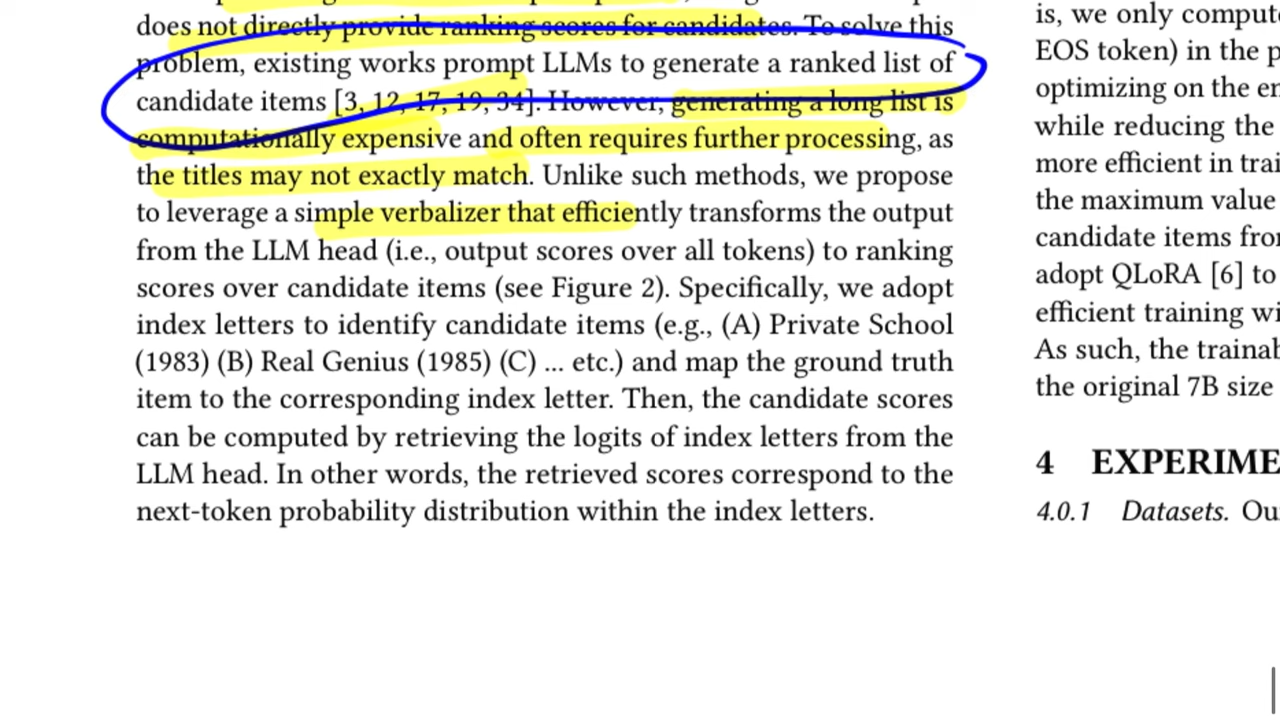 does not directly provide ranking scores for candidates. To solve this
problem, existing works prompt LLMs to generate a ranked list of
candidate items [3, 12, 17, 19, 34]. However, generating a long list is
computationally expensive and often requires further processing, as
the titles may not exactly match. Unlike such methods, we propose
to leverage a simple verbalizer that efficiently transforms the output
from the LLM head (i.e., output scores over all tokens) to ranking
scores over candidate items (see Figure 2). Specifically, we adopt
index letters to identify candidate items (e.g., (A) Private School
(1983) (B) Real Genius (1985) (C) ... etc.) and map the ground truth
item to the corresponding index letter. Then, the candidate scores
can be computed by retrieving the logits of index letters from the
LLM head. In other words, the retrieved scores correspond to the
next-token probability distribution within the index letters.
is, we only comput
EOS token) in the p
optimizing on the en
while reducing the
more efficient in trai
the maximum value
candidate items from
adopt QLoRA [6] to
efficient training wi
As such, the trainab
the original 7B size
4 EXPERIME
4.0.1 Datasets. Ou